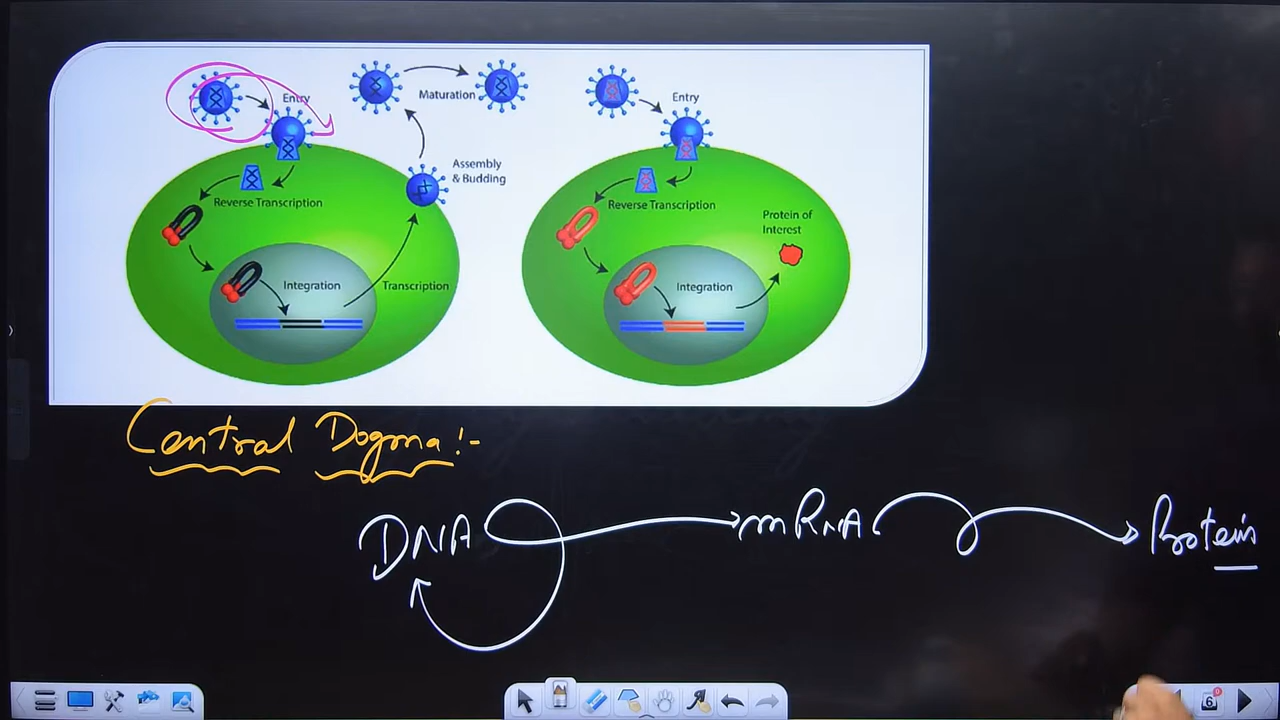 Entry
Maturation
Assembly
& Budding
Reverse Transcription
Integration
Transcription
Entry
Reverse Transcription
Protein of
Interest
Integration
Central Dogma :-
DNA mRNA Protein
6